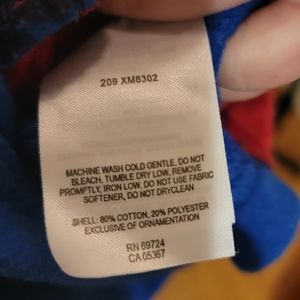 209 XM6302
MACHINE WASH COLD GENTLE, DO NOT
BLEACH, TUMBLE DRY LOW, REMOVE
PROMPTLY, IRON LOW, DO NOT USE FABRIC
SOFTENER, DO NOT DRYCLEAN
SHELL: 80% COTTON, 20% POLYESTER
EXCLUSIVE OF ORNAMENTATION
RN 69724
CA 05367